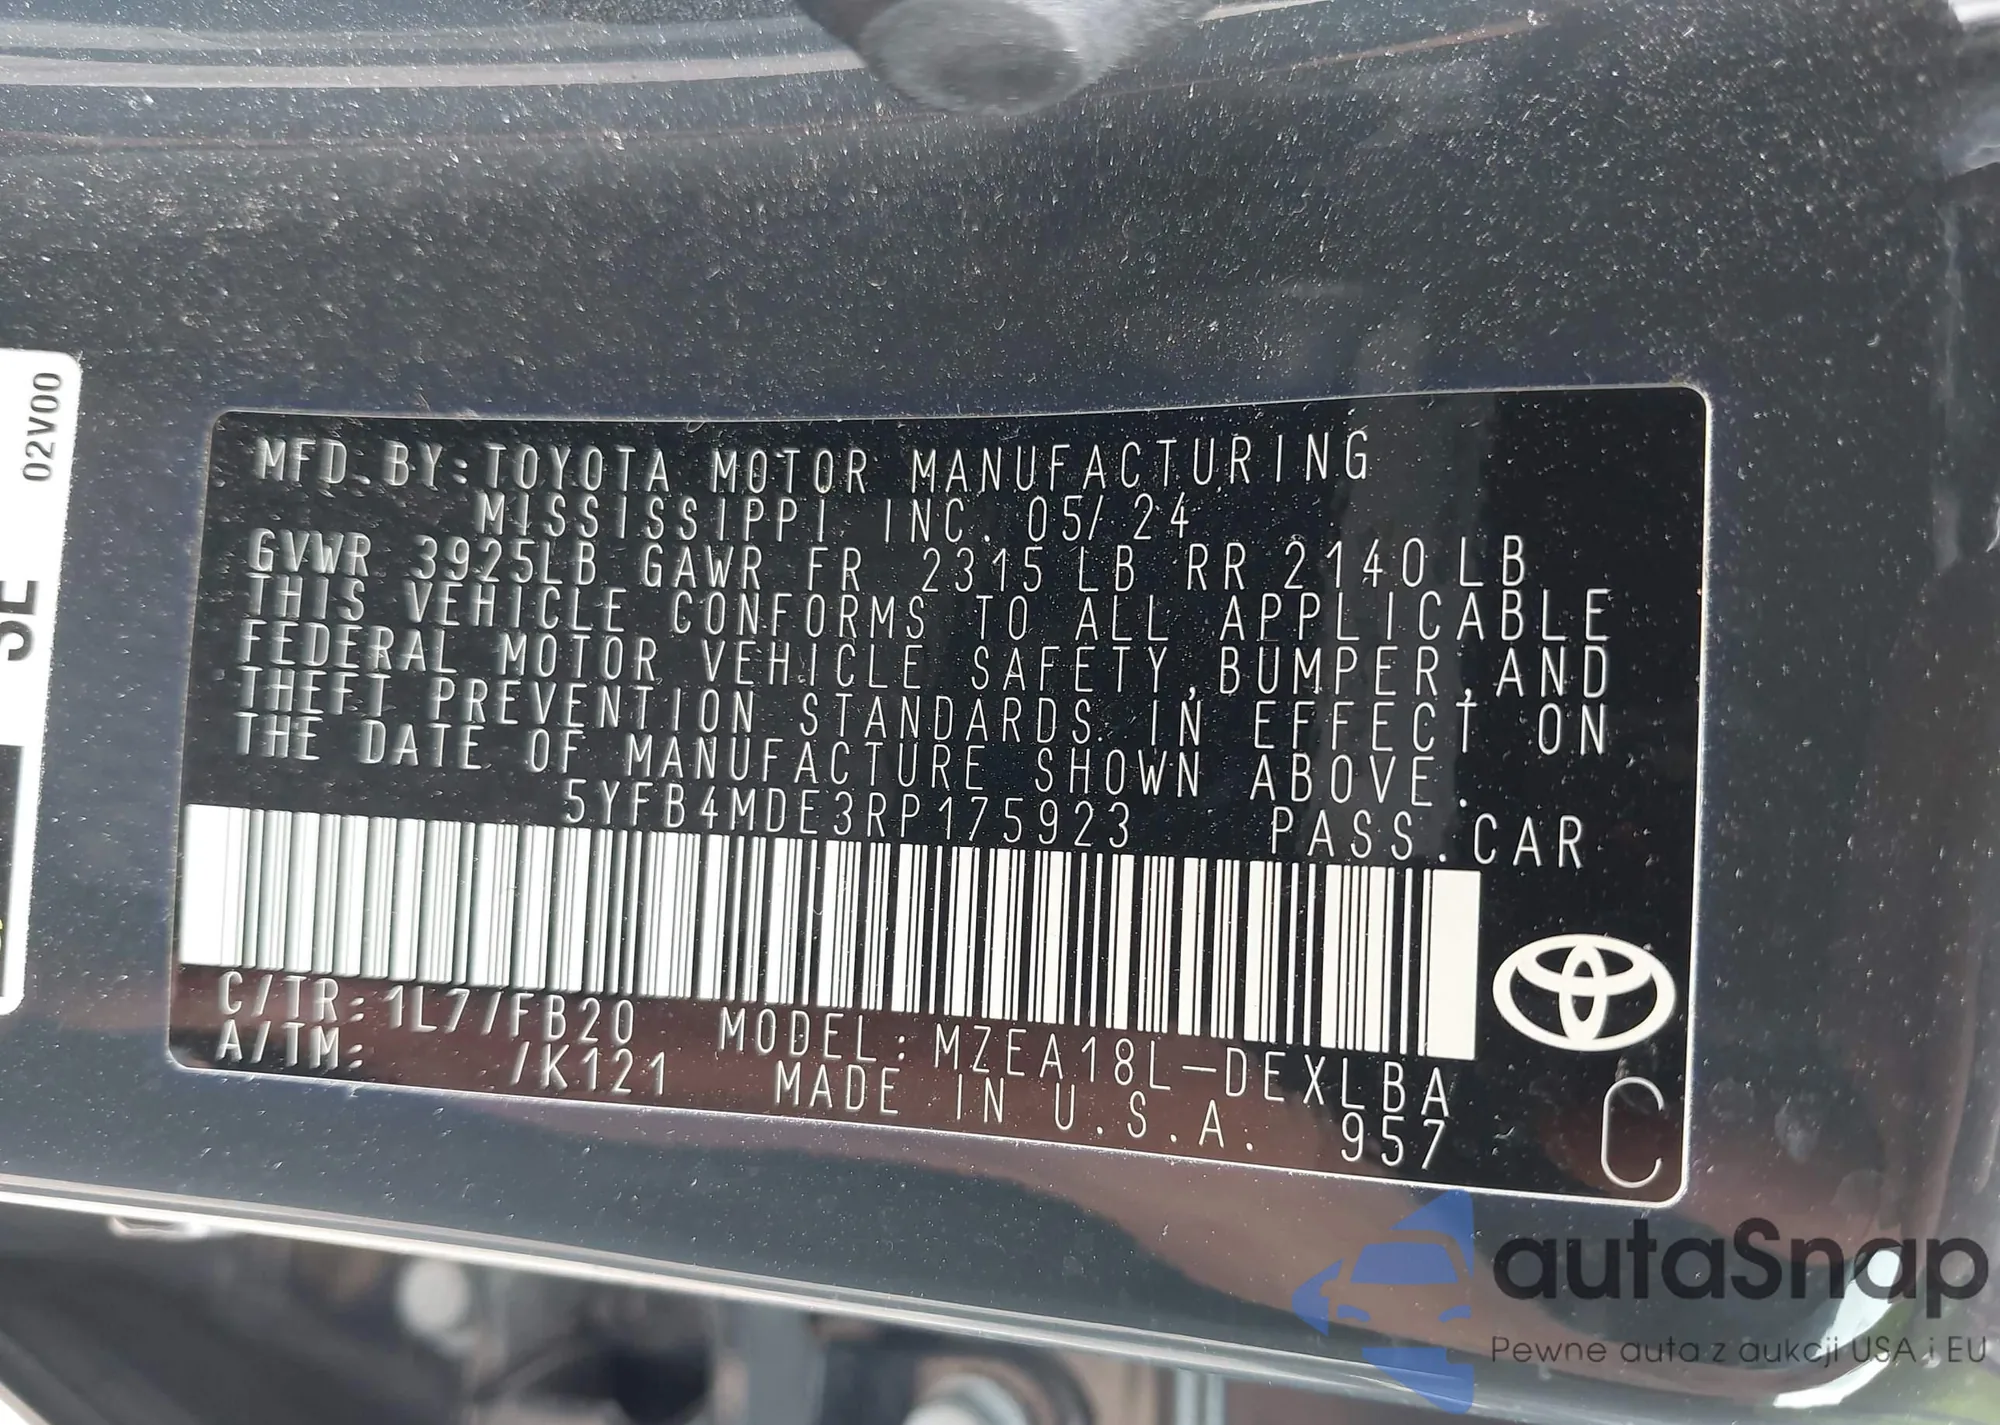 02V00
SE
MFD. BY: TOYOTA MOTOR MANUFACTURING
MISSISSIPPI INC. 05/24
GVWR 3925LB GAWR FR 2315 LB RR 2140 LB
THIS VEHICLE CONFORMS TO ALL APPLICABLE
FEDERAL MOTOR VEHICLE SAFETY, BUMPER, AND
THEFT PREVENTION STANDARDS IN EFFECT ON
THE DATE OF MANUFACTURE SHOWN ABOVE.
5YFB4MDE3RP175923 PASS. CAR
C/TR: 1L7/FB20 MODEL: MZEA18L-DEXLBA
A/TM: /K121 MADE IN U.S.A. 957
C
autaSnap
Pewne auta z aukcji USA i EU